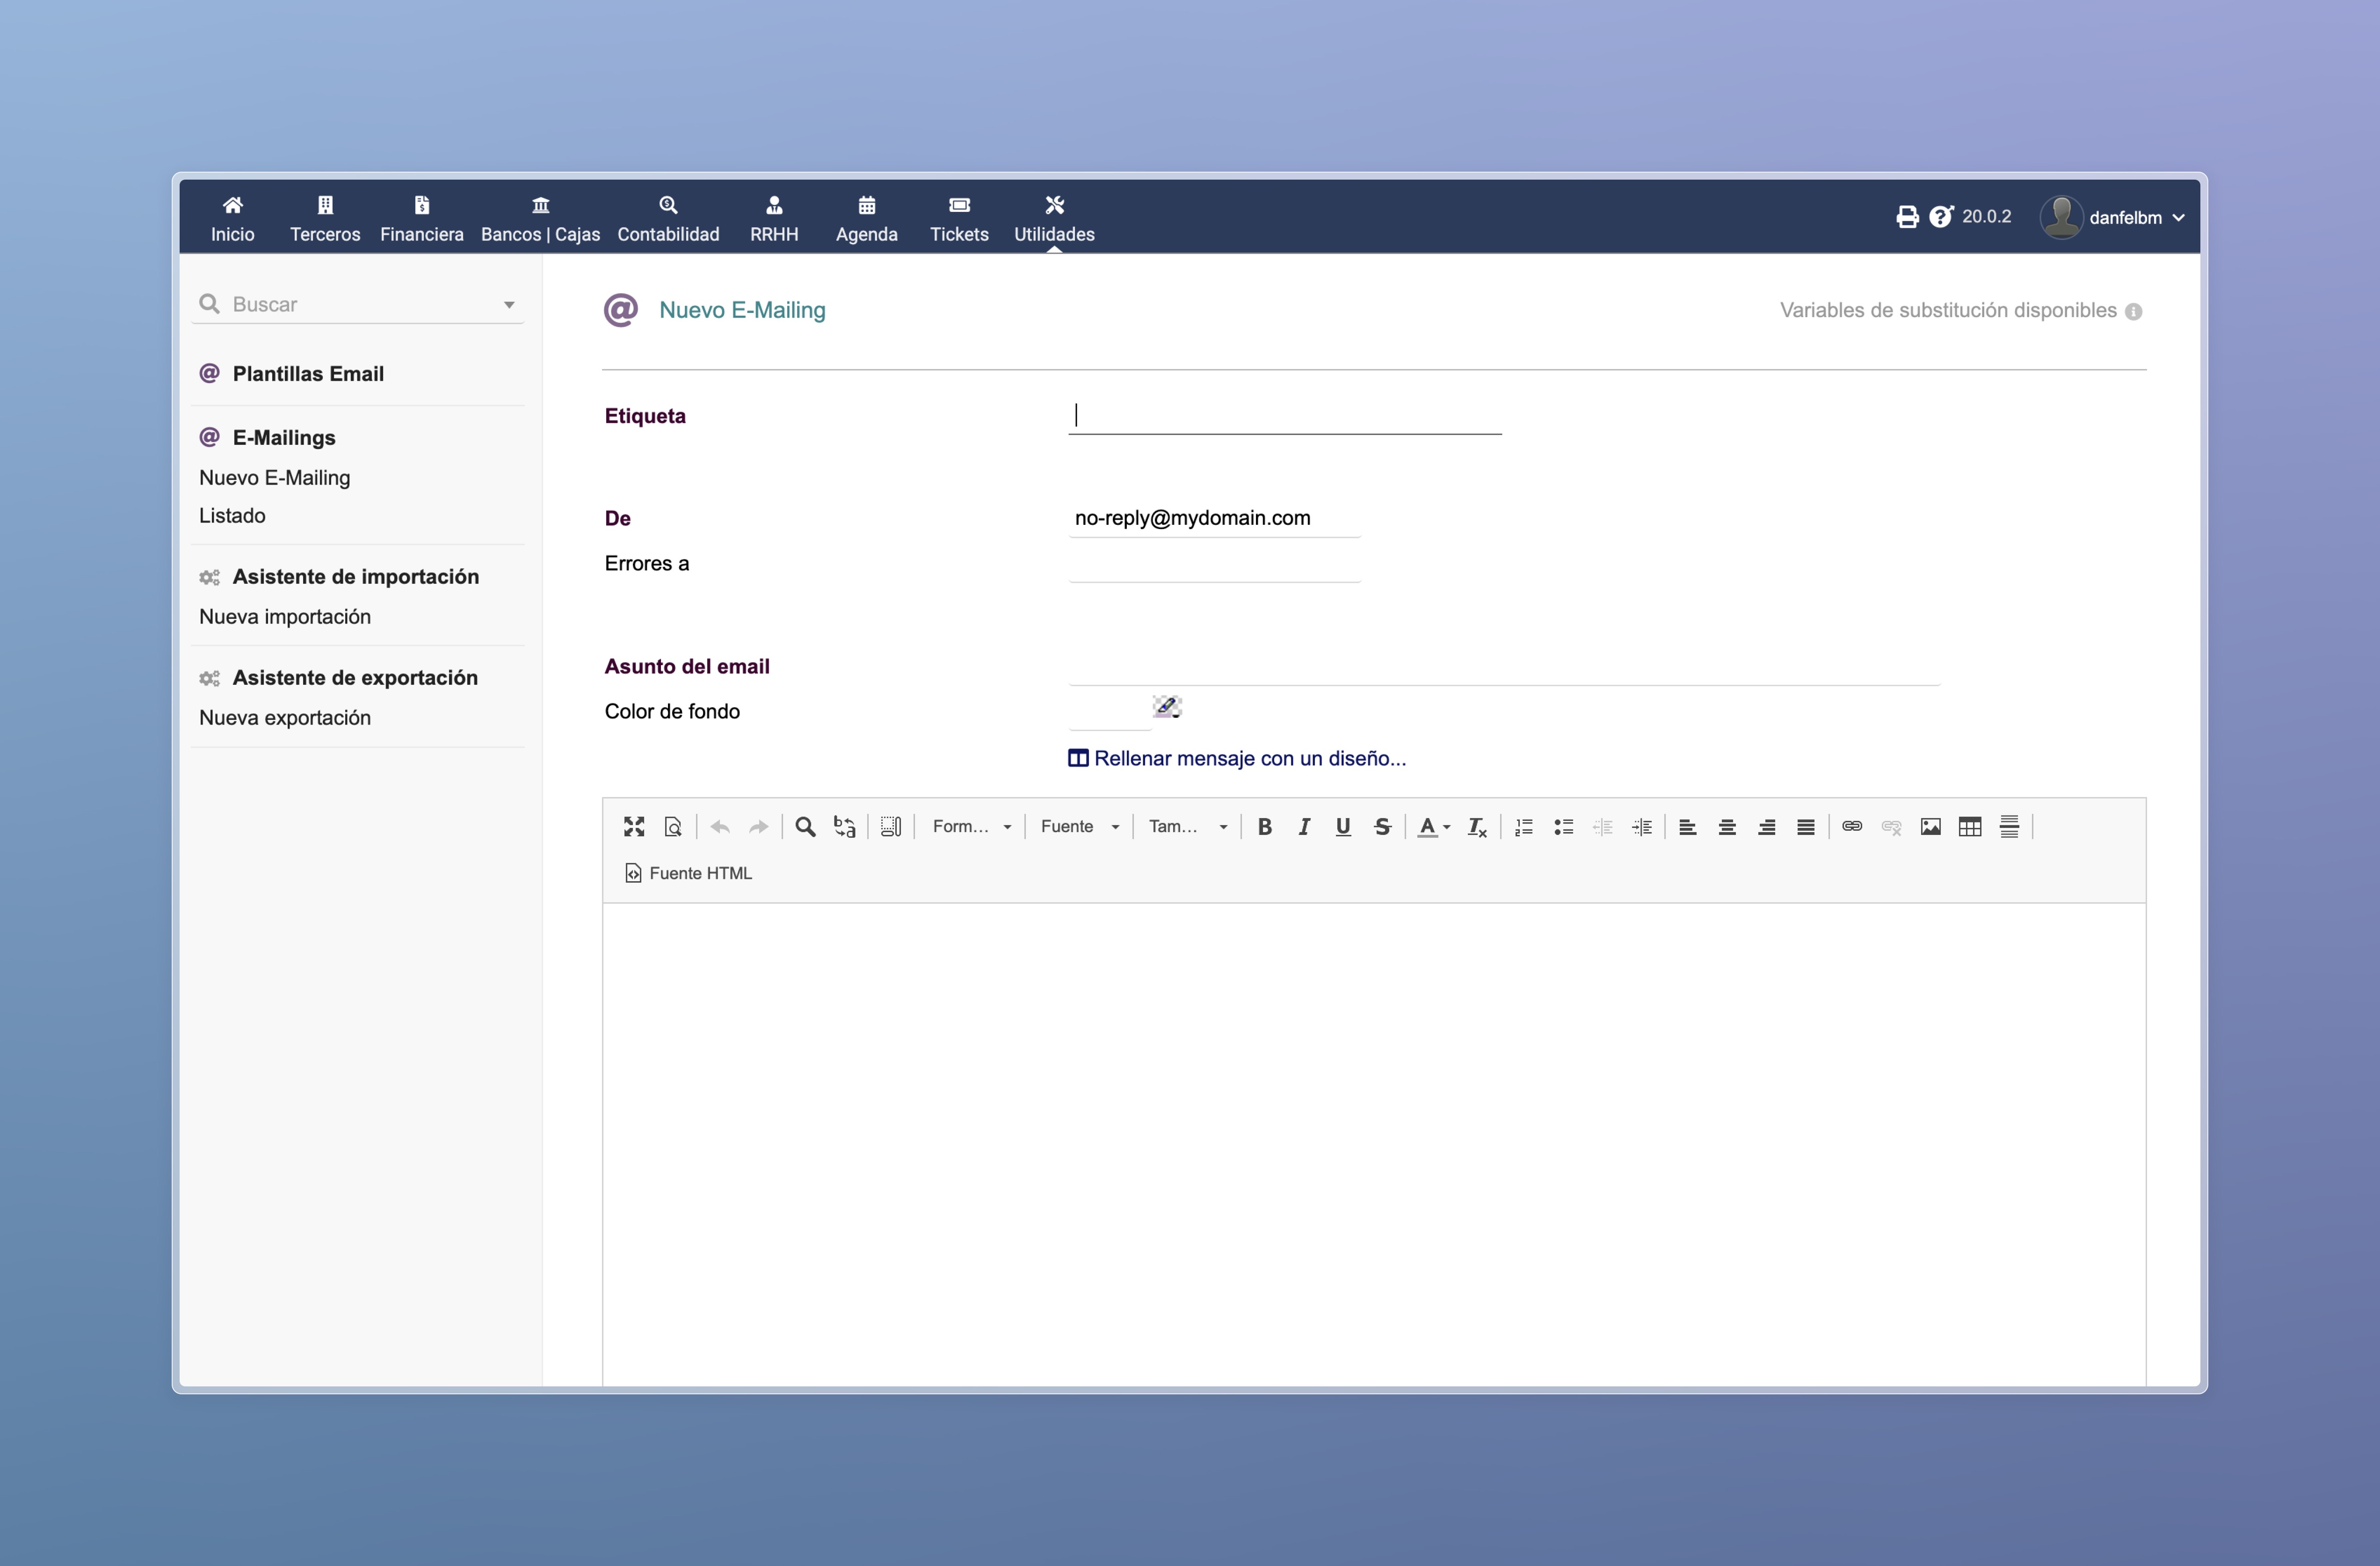 Inicio Terceros Financiera Bancos | Cajas Contabilidad RRHH Agenda Tickets Utilidades 20.0.2 danfelbm
Buscar
Plantillas Email
E-Mailings
Nuevo E-Mailing
Listado
Asistente de importación
Nueva importación
Asistente de exportación
Nueva exportación
@ Nuevo E-Mailing Variables de substitución disponibles
Etiqueta
De no-reply@mydomain.com
Errores a
Asunto del email
Color de fondo
Rellenar mensaje con un diseño...
Form... Fuente Tam...
Fuente HTML